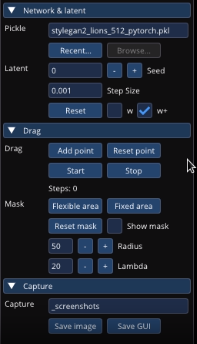 Network & latent
Pickle stylegan2_lions_512_pytorch.pkl
Recent... Browse...
Latent 0 - + Seed
0.001 Step Size
Reset w w+
Drag
Drag Add point Reset point
Start Stop
Steps: 0
Mask Flexible area Fixed area
Reset mask Show mask
50 - + Radius
20 - + Lambda
Capture
Capture _screenshots
Save image Save GUI